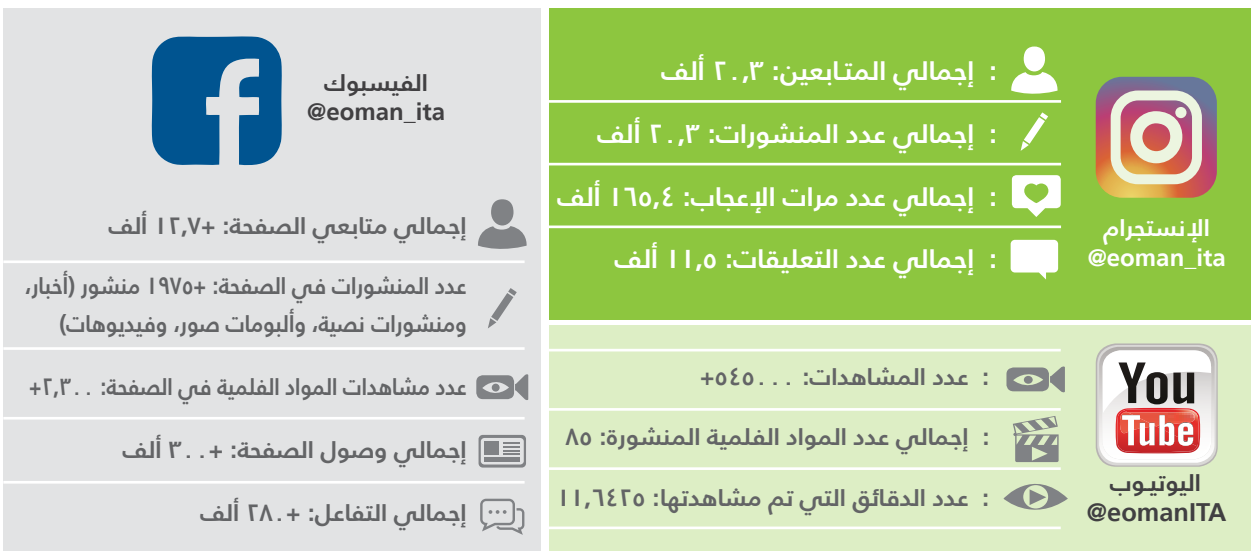 الإنستجرام
@eoman_ita
: إجمالي المتابعين: ٢٠,٣ ألف
: إجمالي عدد المنشورات: ٢٠,٣ ألف
: إجمالي عدد مرات الإعجاب: ١٦٥,٤ ألف
: إجمالي عدد التعليقات: ١١,٥ ألف
You
Tube
اليوتيوب
@eomanITA
: عدد المشاهدات: ٥٤٥٠٠٠+
: إجمالي عدد المواد الفلمية المنشورة: ٨٥
: عدد الدقائق التي تم مشاهدتها: ١١,٦٤٢٥
الفيسبوك
@eoman_ita
إجمالي متابعي الصفحة: +١٢,٧ ألف
عدد المنشورات في الصفحة: +١٩٧٥ منشور (أخبار،
ومنشورات نصية، وألبومات صور، وفيديوهات)
عدد مشاهدات المواد الفلمية في الصفحة: ٢,٣٠٠+
إجمالي وصول الصفحة: +٣٠٠ ألف
إجمالي التفاعل: +٢٨٠ ألف